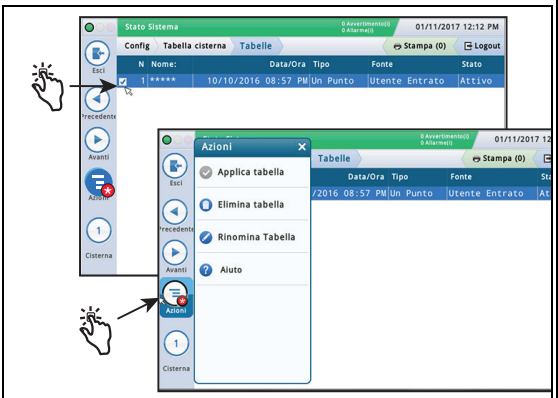 Stato Sistema
0 Avvertimento(i)
0 Allarme(i)
01/11/2017 12:12 PM
Config Tabella cisterna Tabelle Stampa (0) Logout
N Nome: Data/Ora Tipo Fonte Stato
1 ***** 10/10/2016 08:57 PM Un Punto Utente Entrato Attivo
Esci
Precedente
Avanti
Azioni
1
Cisterna
0 Avvertimento(i)
0 Allarme(i)
01/11/2017 12
Azioni X
Tabelle Stampa (0)
Data/Ora Tipo Fonte Sta
/2016 08:57 PM Un Punto Utente Entrato At
Applica tabella
Elimina tabella
Rinomina Tabella
? Aiuto
Esci
Precedente
Avanti
Azioni
1
Cisterna